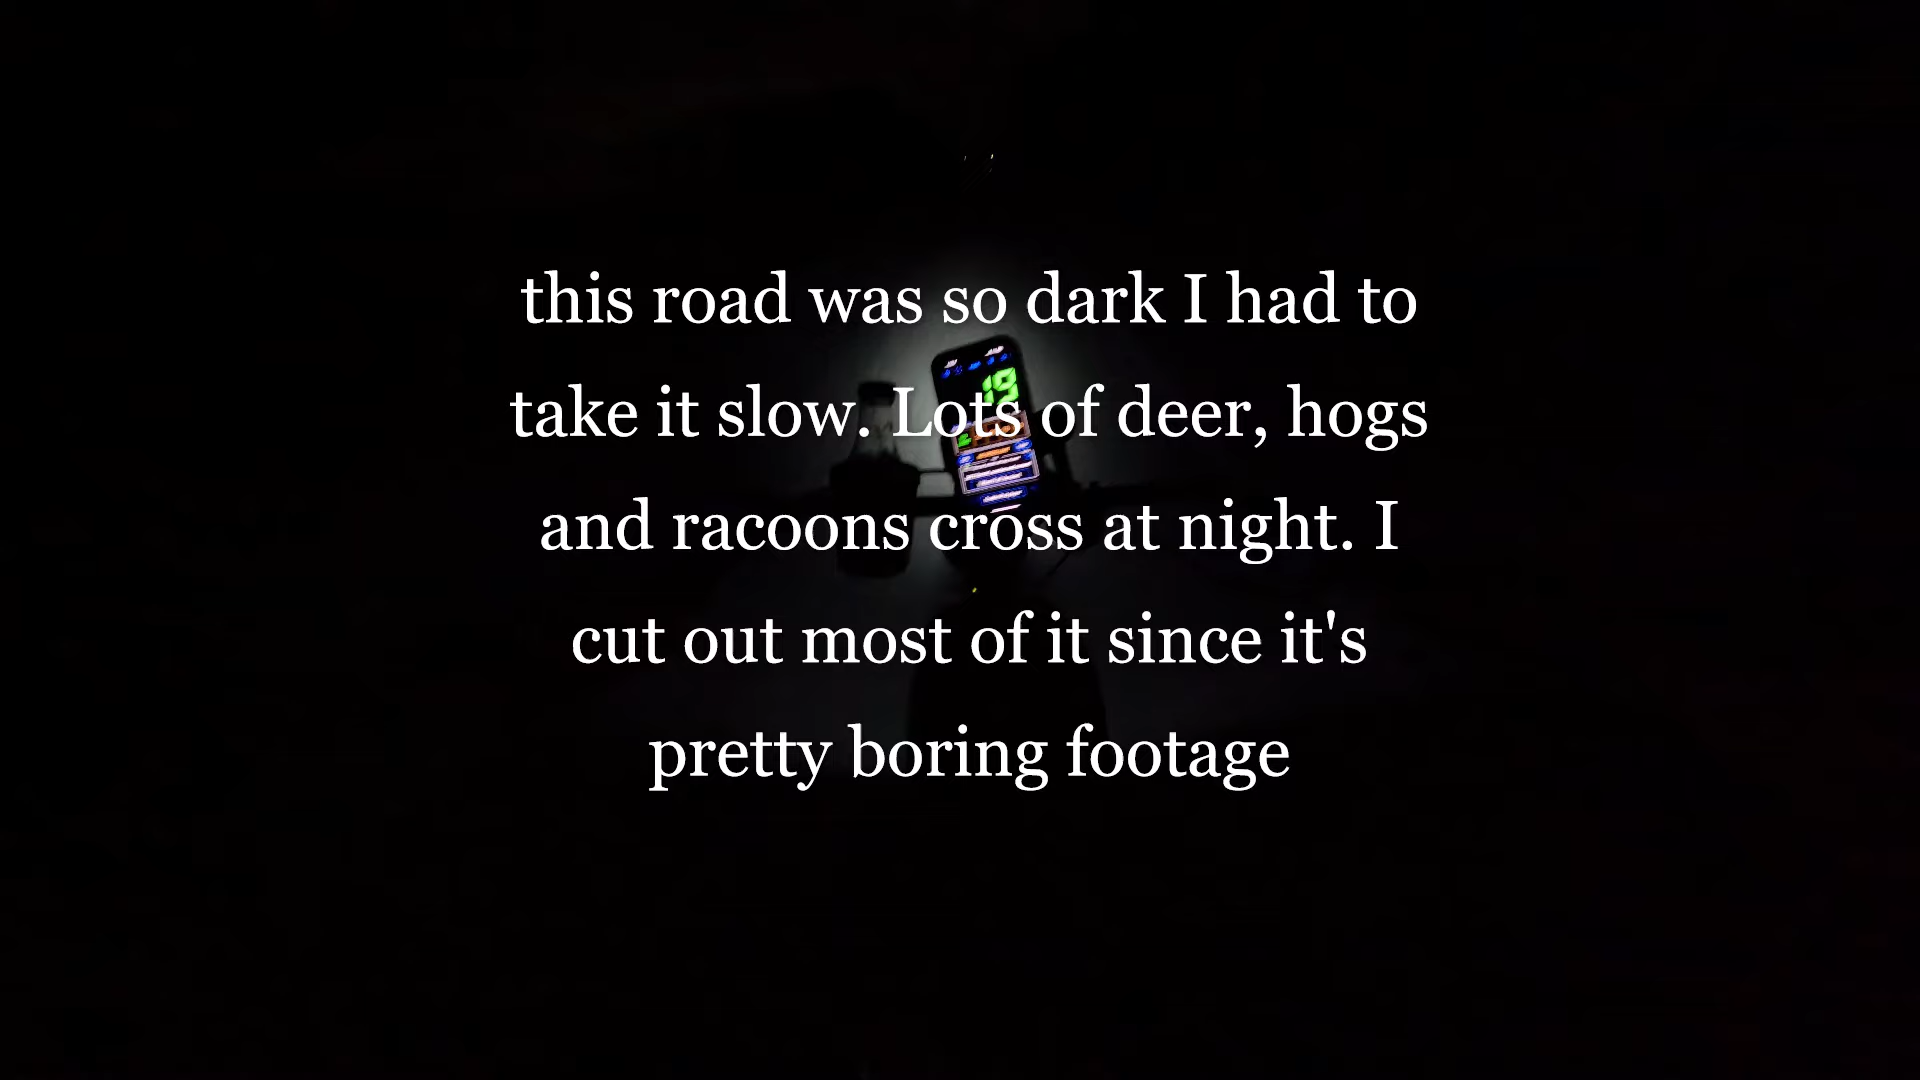 this road was so dark I had to
19
take it slow. Lots of deer, hogs
and racoons cross at night. I
cut out most of it since it's
pretty boring footage